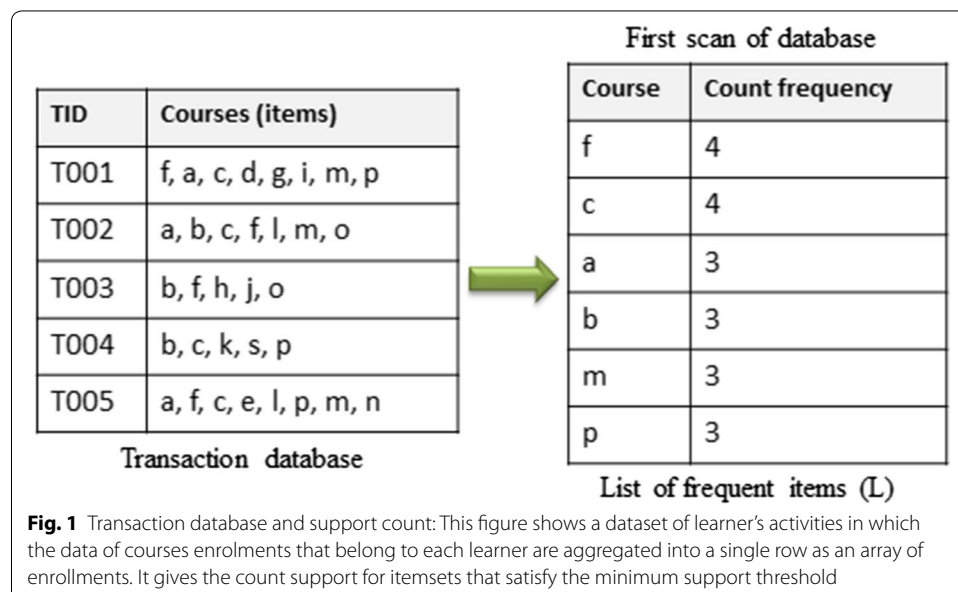 First scan of database
TID Courses (items)
T001 f, a, c, d, g, i, m, p
T002 a, b, c, f, l, m, o
T003 b, f, h, j, o
T004 b, c, k, s, p
T005 a, f, c, e, l, p, m, n
Transaction database
Course Count frequency
f 4
c 4
a 3
b 3
m 3
p 3
List of frequent items (L)
Fig. 1 Transaction database and support count: This figure shows a dataset of learner’s activities in which
the data of courses enrolments that belong to each learner are aggregated into a single row as an array of
enrollments. It gives the count support for itemsets that satisfy the minimum support threshold